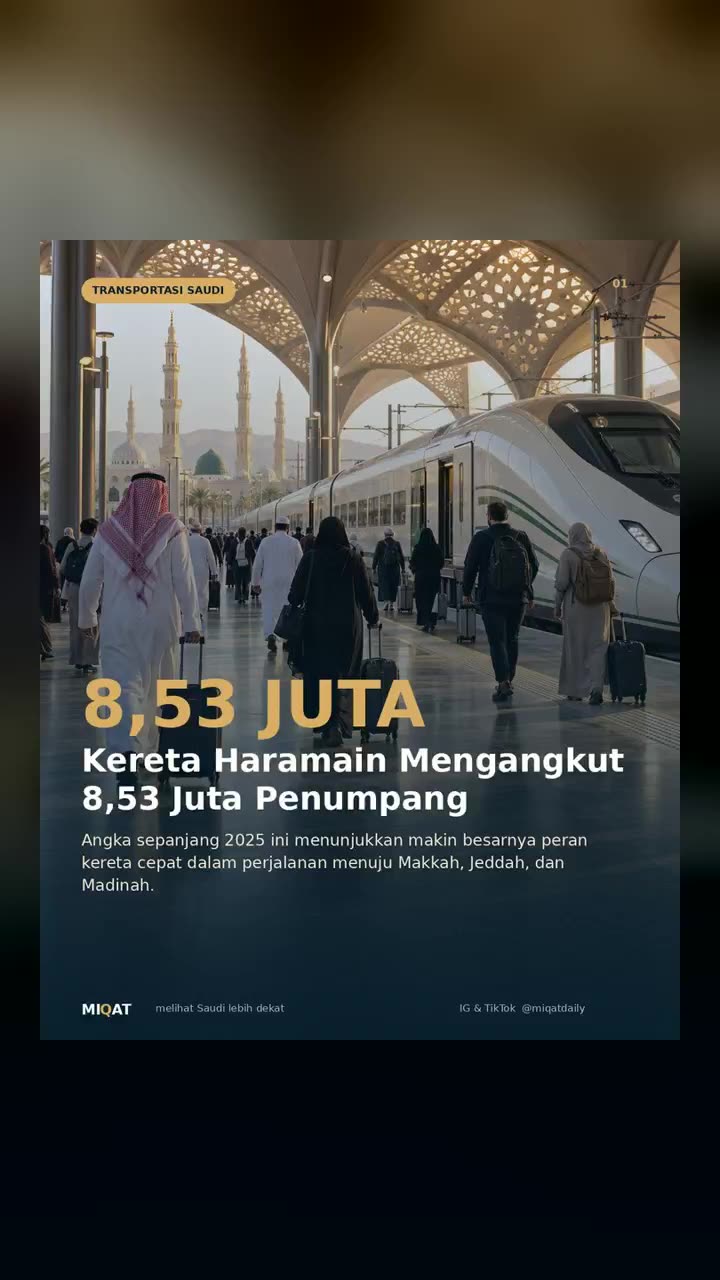 TRANSPORTASI SAUDI
01
8,53 JUTA
Kereta Haramain Mengangkut
8,53 Juta Penumpang
Angka sepanjang 2025 ini menunjukkan makin besarnya peran
kereta cepat dalam perjalanan menuju Makkah, Jeddah, dan
Madinah.
MIQAT melihat Saudi lebih dekat IG & TikTok @miqatdaily